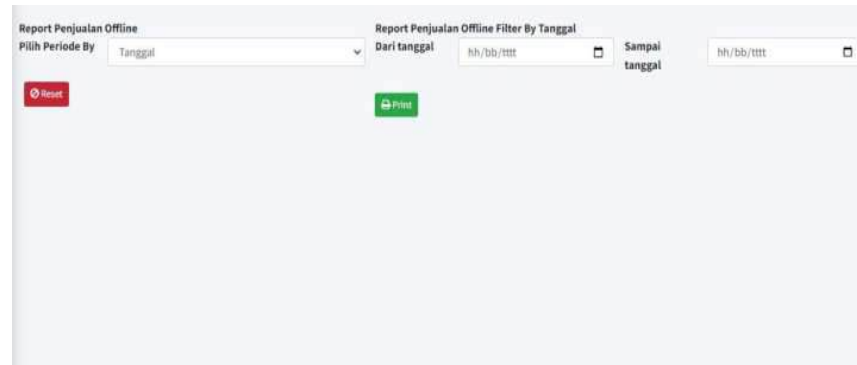 Report Penjualan Offline
Pilih Periode By
Tanggal
Reset
Report Penjualan Offline Filter By Tanggal
Dari tanggal
hh/bb/tttt
Sampai
tanggal
hh/bb/tttt
Print